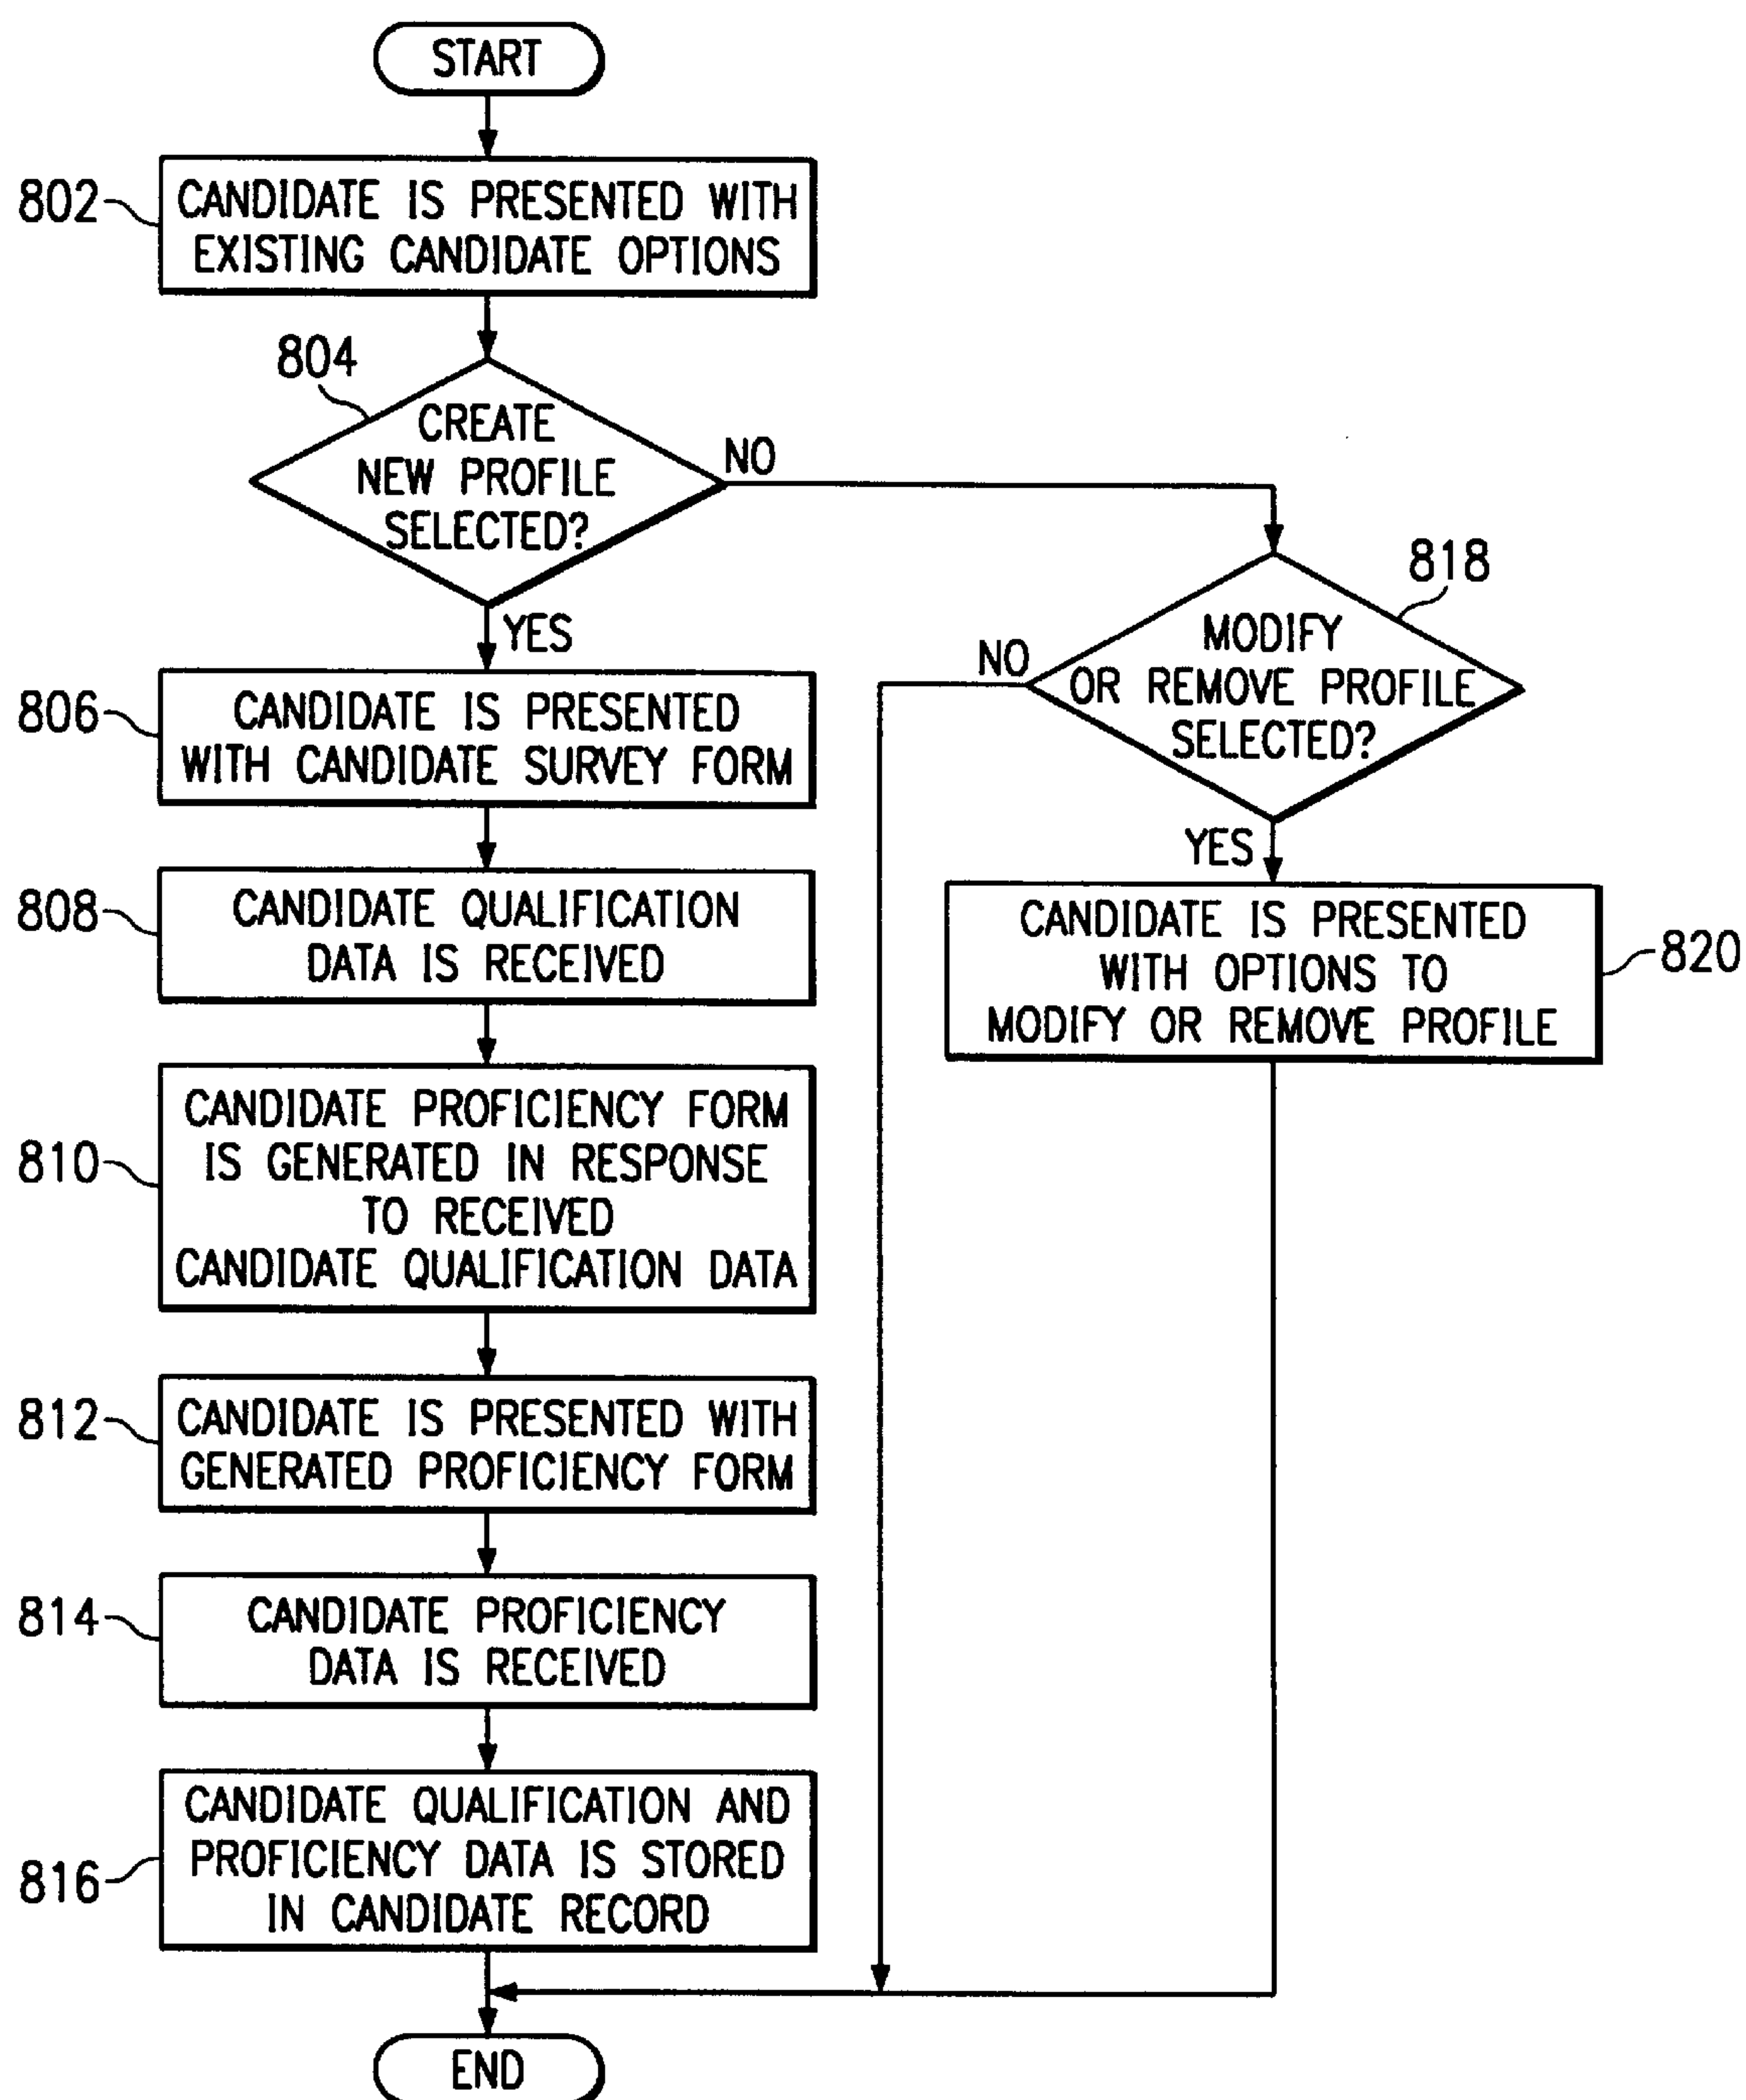 START
802
CANDIDATE IS PRESENTED WITH
EXISTING CANDIDATE OPTIONS
804
CREATE
NEW PROFILE
SELECTED?
NO
YES
818
MODIFY
OR REMOVE PROFILE
SELECTED?
NO
YES
806
CANDIDATE IS PRESENTED
WITH CANDIDATE SURVEY FORM
808
CANDIDATE QUALIFICATION
DATA IS RECEIVED
820
CANDIDATE IS PRESENTED
WITH OPTIONS TO
MODIFY OR REMOVE PROFILE
810
CANDIDATE PROFICIENCY FORM
IS GENERATED IN RESPONSE
TO RECEIVED
CANDIDATE QUALIFICATION DATA
812
CANDIDATE IS PRESENTED WITH
GENERATED PROFICIENCY FORM
814
CANDIDATE PROFICIENCY
DATA IS RECEIVED
816
CANDIDATE QUALIFICATION AND
PROFICIENCY DATA IS STORED
IN CANDIDATE RECORD
END